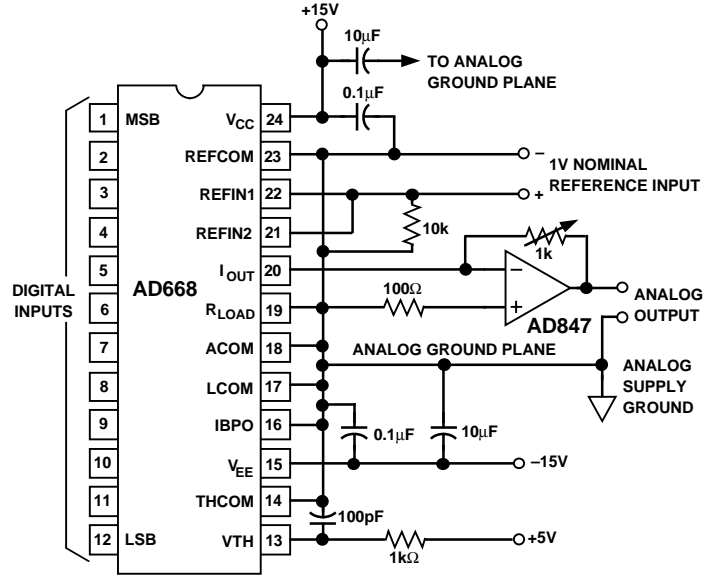 +15V
10µF
TO ANALOG
GROUND PLANE
0.1µF
1 MSB
VCC 24
2
REFCOM 23
−
1V NOMINAL
REFERENCE INPUT
3
REFIN1 22
+
4
REFIN2 21
10k
1k
5
IOUT 20
−
DIGITAL
INPUTS
AD668
6
RLOAD 19
100Ω
+
AD847
ANALOG
OUTPUT
7
ACOM 18
ANALOG GROUND PLANE
8
LCOM 17
ANALOG
SUPPLY
GROUND
9
IBPO 16
0.1µF
10µF
10
VEE 15
−15V
11
THCOM 14
100pF
12 LSB
VTH 13
1kΩ
+5V